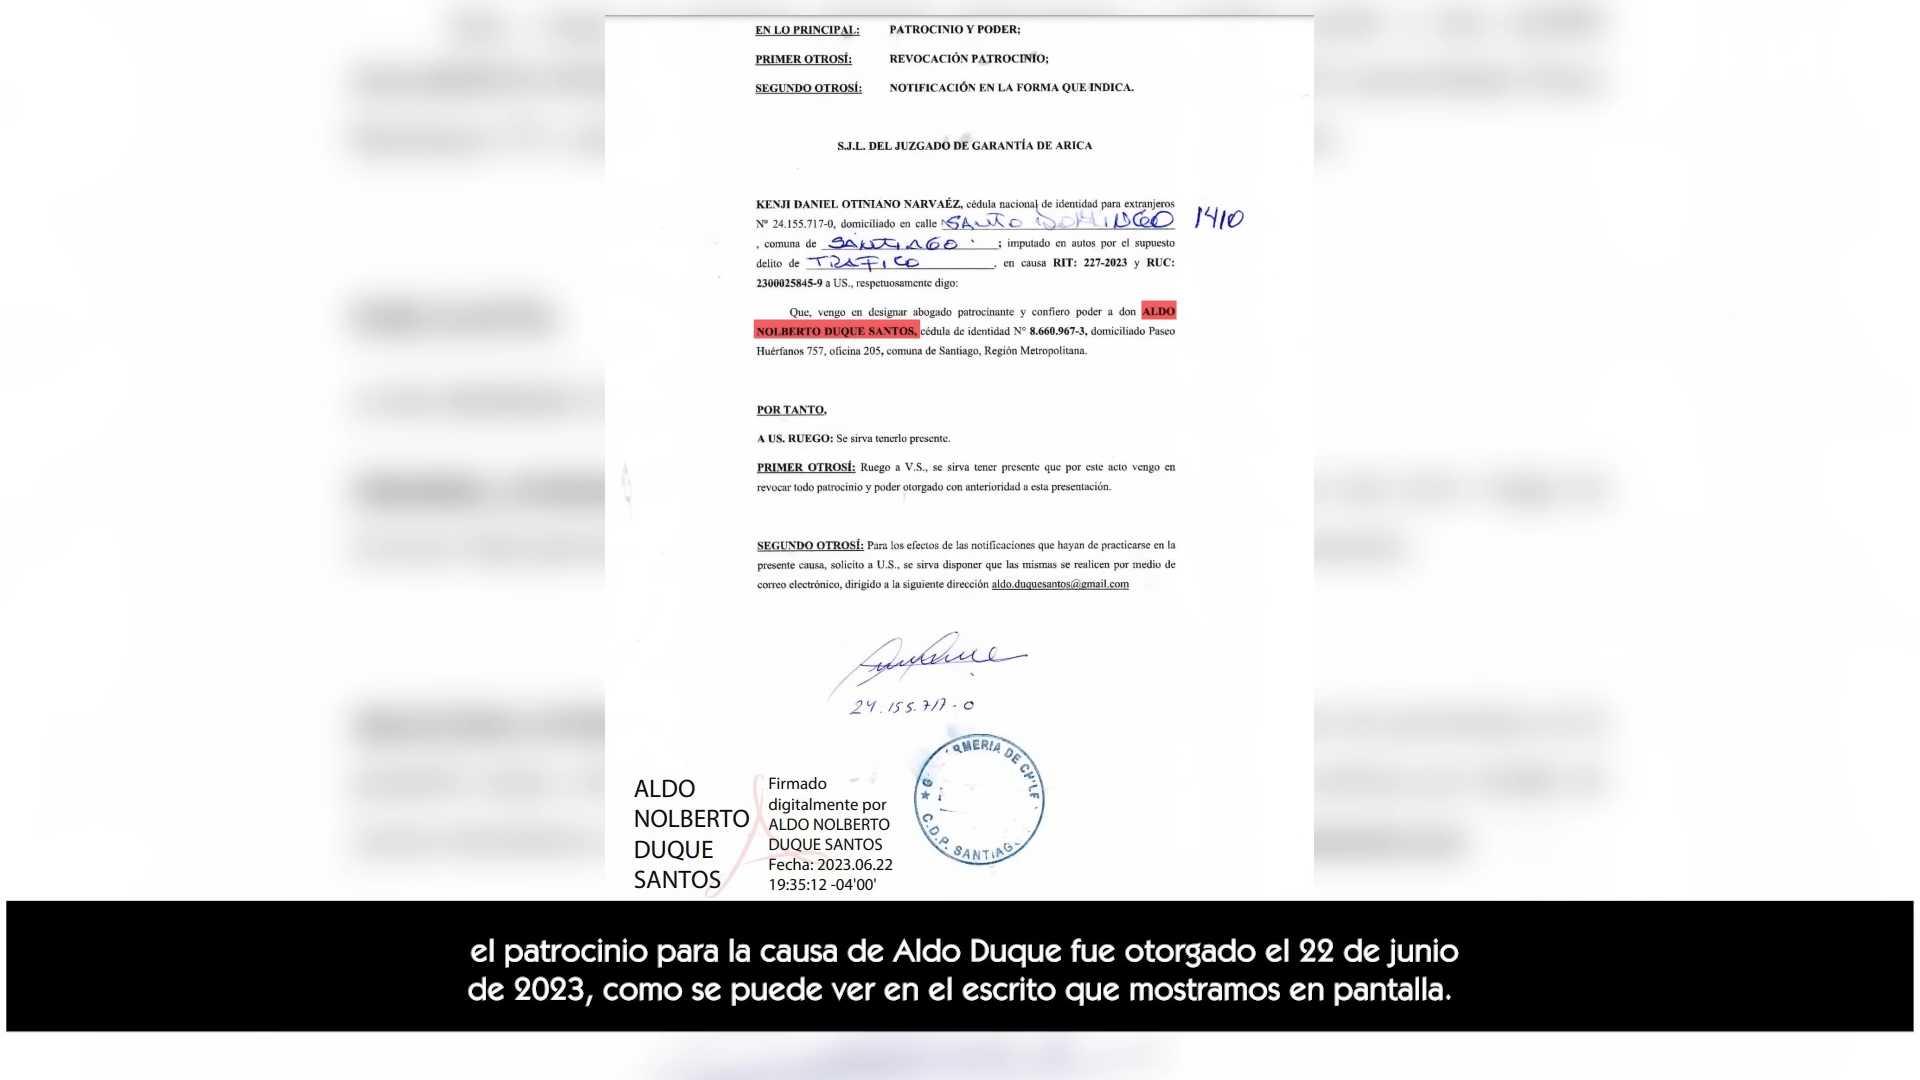 EN LO PRINCIPAL: PATROCINIO Y PODER;
PRIMER OTROSÍ: REVOCACIÓN PATROCINIO;
SEGUNDO OTROSÍ: NOTIFICACIÓN EN LA FORMA QUE INDICA.
S.J.L. DEL JUZGADO DE GARANTÍA DE ARICA
KENJI DANIEL OTINIANO NARVAÉZ, cédula nacional de identidad para extranjeros
Nº 24.155.717-0, domiciliado en calle SANTO DOMINGO 1410
, comuna de SANTIAGO ; imputado en autos por el supuesto
delito de TRAFICO, en causa RIT: 227-2023 y RUC:
2300025845-9 a US., respetuosamente digo:
Que, vengo en designar abogado patrocinante y confiero poder a don ALDO
NOLBERTO DUQUE SANTOS, cédula de identidad Nº 8.660.967-3, domiciliado Paseo
Huérfanos 757, oficina 205, comuna de Santiago, Región Metropolitana.
POR TANTO,
A US. RUEGO: Se sirva tenerlo presente.
PRIMER OTROSÍ: Ruego a V.S., se sirva tener presente que por este acto vengo en
revocar todo patrocinio y poder otorgado con anterioridad a esta presentación.
SEGUNDO OTROSÍ: Para los efectos de las notificaciones que hayan de practicarse en la
presente causa, solicito a U.S., se sirva disponer que las mismas se realicen por medio de
correo electrónico, dirigido a la siguiente dirección aldo.duquesantos@gmail.com
24.155.717-0
ALDO
NOLBERTO
DUQUE
SANTOS
Firmado
digitalmente por
ALDO NOLBERTO
DUQUE SANTOS
Fecha: 2023.06.22
19:35:12 -04'00'
DE CHILE
C.D.P. SANTIAGO
el patrocinio para la causa de Aldo Duque fue otorgado el 22 de junio
de 2023, como se puede ver en el escrito que mostramos en pantalla.